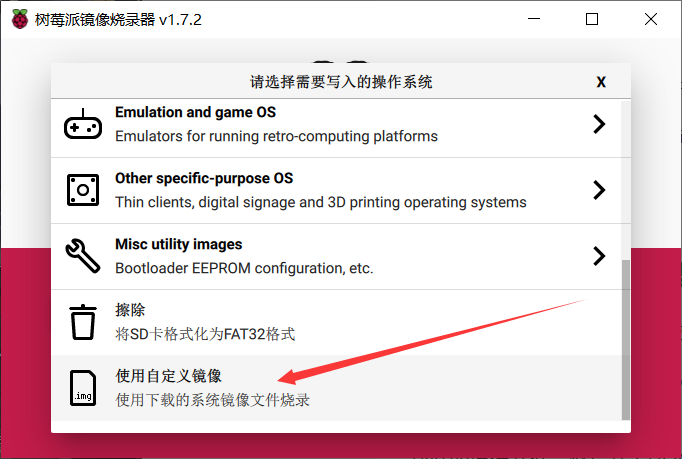 树莓派镜像烧录器 v1.7.2
请选择需要写入的操作系统
X
Emulation and game OS
Emulators for running retro-computing platforms
Other specific-purpose OS
Thin clients, digital signage and 3D printing operating systems
Misc utility images
Bootloader EEPROM configuration, etc.
擦除
将SD卡格式化为FAT32格式
使用自定义镜像
.img
使用下载的系统镜像文件烧录